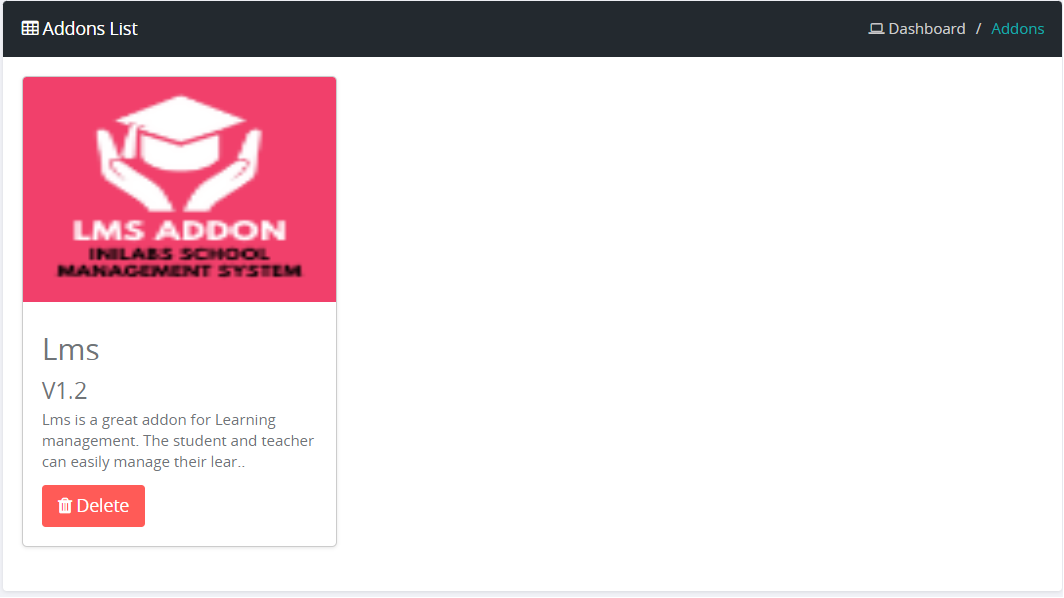 Addons List
Dashboard / Addons
LMS ADDON
INILABS SCHOOL
MANAGEMENT SYSTEM
Lms
V1.2
Lms is a great addon for Learning
management. The student and teacher
can easily manage their lear..
Delete